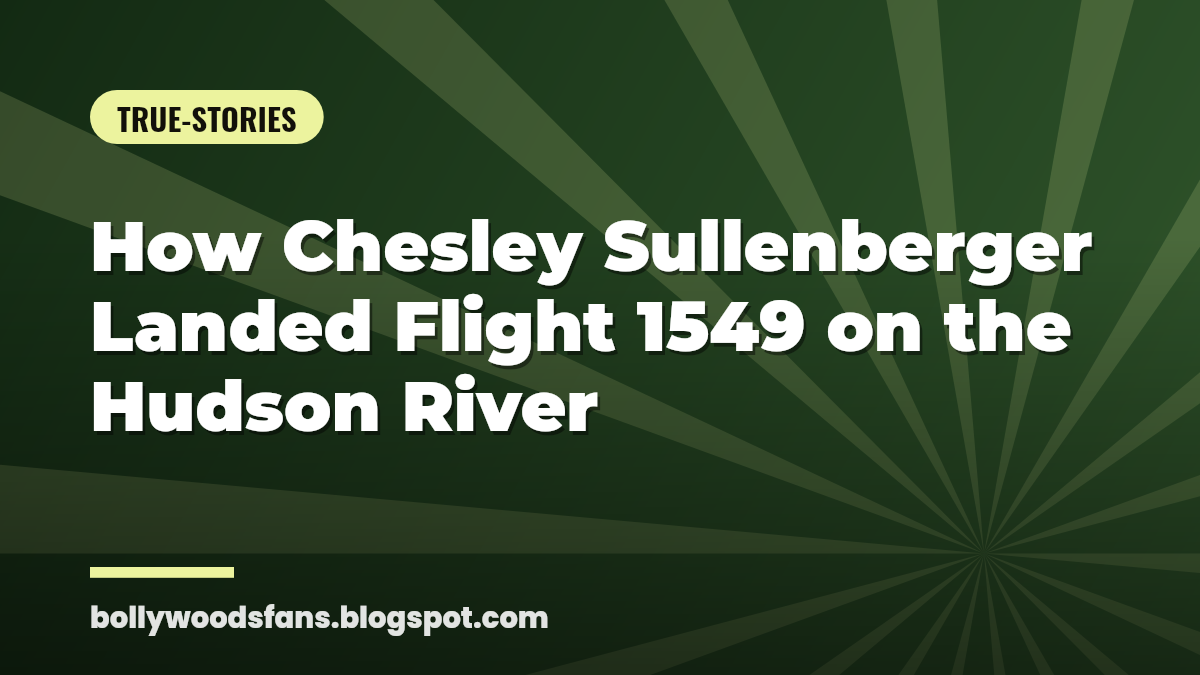 TRUE-STORIES
How Chesley Sullenberger
Landed Flight 1549 on the
Hudson River
bollywoodsfans.blogspot.com